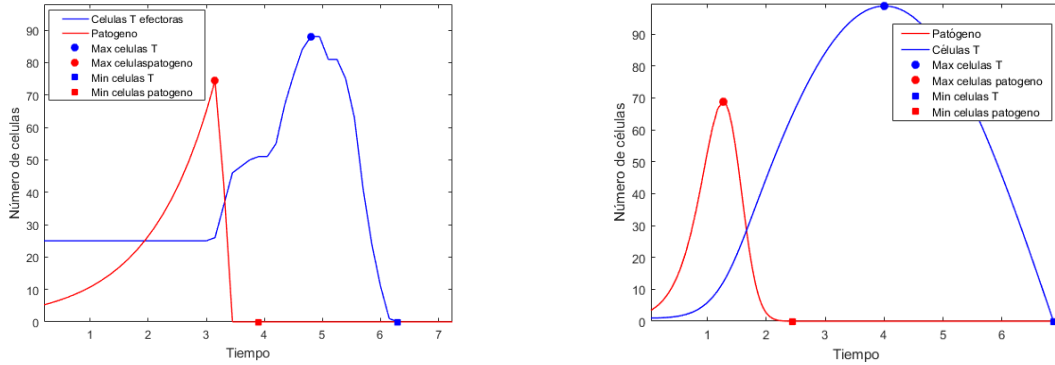 Celulas T efectoras
Patogeno
Max celulas T
Max celulaspatogeno
Min celulas T
Min celulas patogeno
90
80
70
60
50
40
30
20
10
0
1 2 3 4 5 6 7
Número de celulas
Tiempo
Patógeno
Células T
Max celulas T
Max celulas patogeno
Min celulas T
Min celulas patogeno
90
80
70
60
50
40
30
20
10
0
1 2 3 4 5 6
Número de células
Tiempo